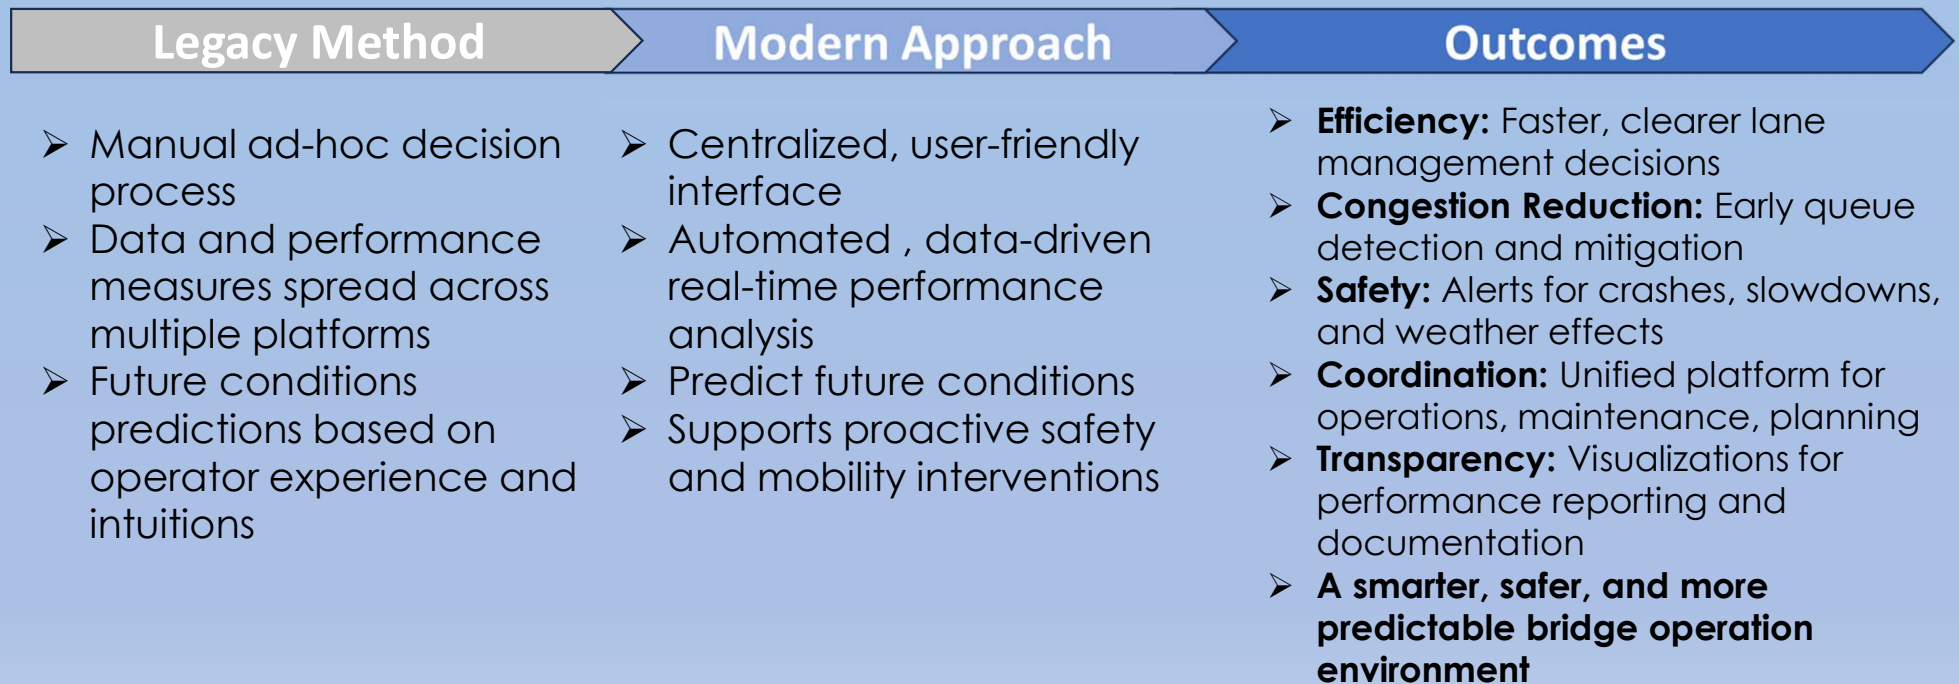 Legacy Method
Modern Approach
Outcomes
➢ Manual ad-hoc decision
process
➢ Data and performance
measures spread across
multiple platforms
➢ Future conditions
predictions based on
operator experience and
intuitions
➢ Centralized, user-friendly
interface
➢ Automated , data-driven
real-time performance
analysis
➢ Predict future conditions
➢ Supports proactive safety
and mobility interventions
➢ Efficiency: Faster, clearer lane
management decisions
➢ Congestion Reduction: Early queue
detection and mitigation
➢ Safety: Alerts for crashes, slowdowns,
and weather effects
➢ Coordination: Unified platform for
operations, maintenance, planning
➢ Transparency: Visualizations for
performance reporting and
documentation
➢ A smarter, safer, and more
predictable bridge operation
environment